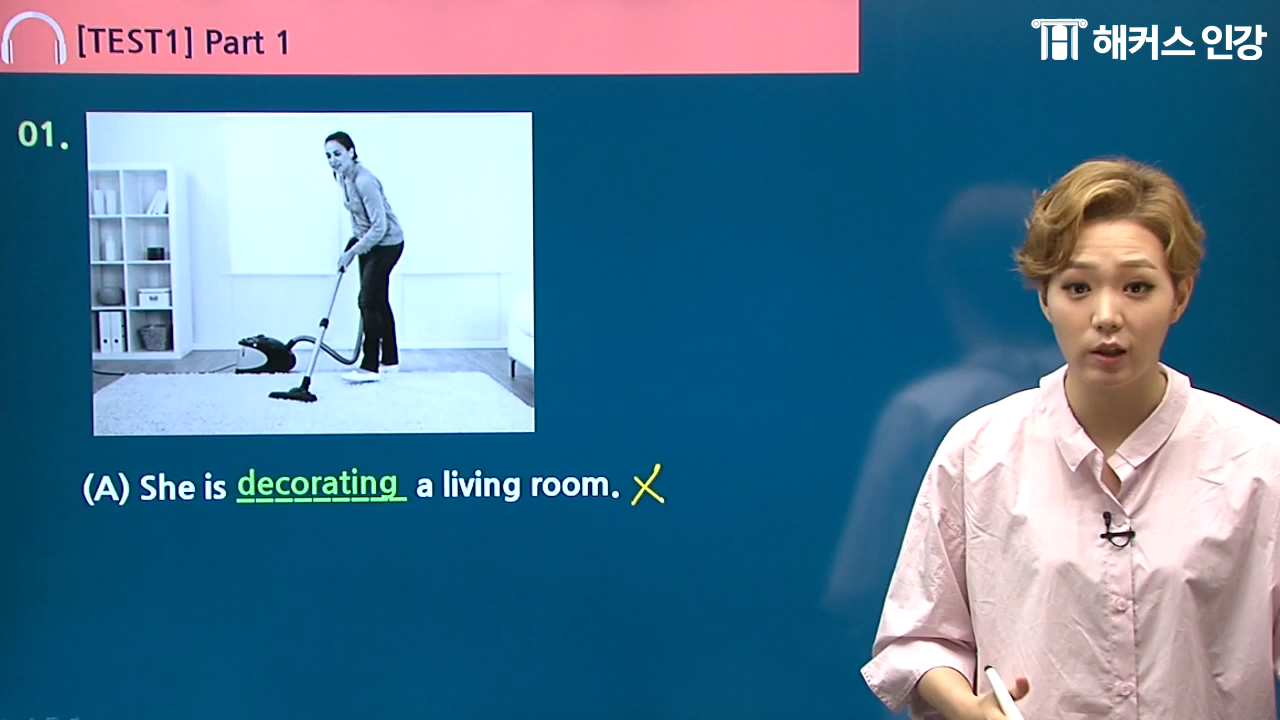 [TEST1] Part 1
해커스 인강
01.
(A) She is decorating a living room. X